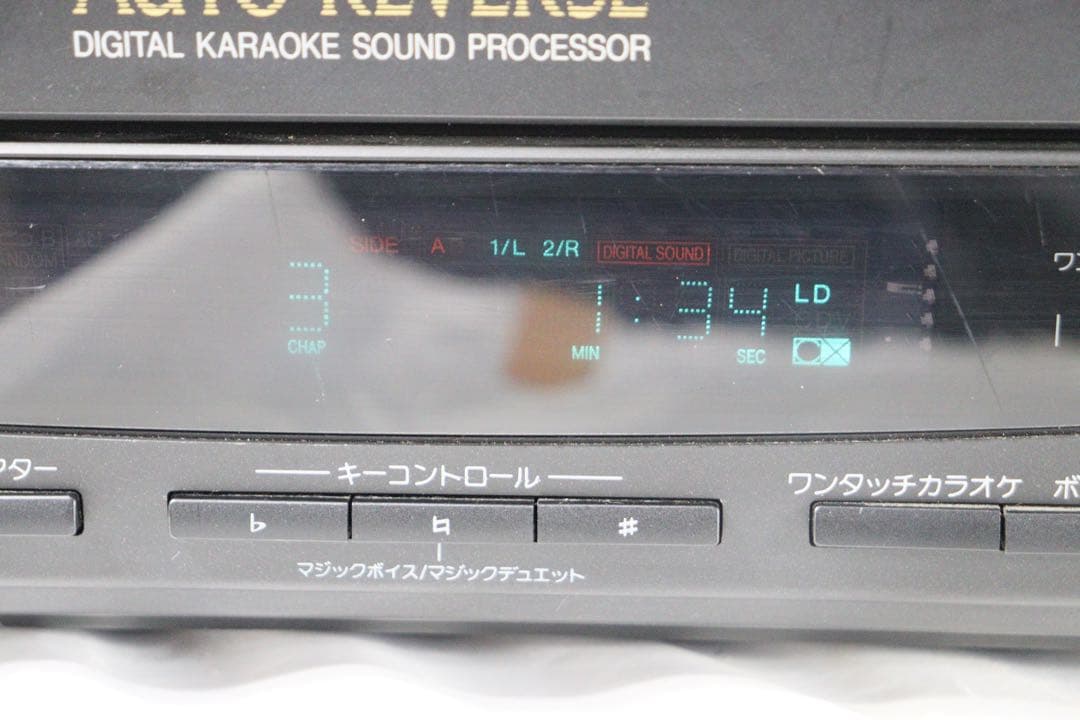 AUTO REVERSE
DIGITAL KARAOKE SOUND PROCESSOR
SIDE A 1/L 2/R DIGITAL SOUND DIGITAL PICTURE
3 1:34 LD
CHAP MIN SEC
キーコントロール
♭ ♮ ♯
マジックボイス/マジックデュエット
ワンタッチカラオケ